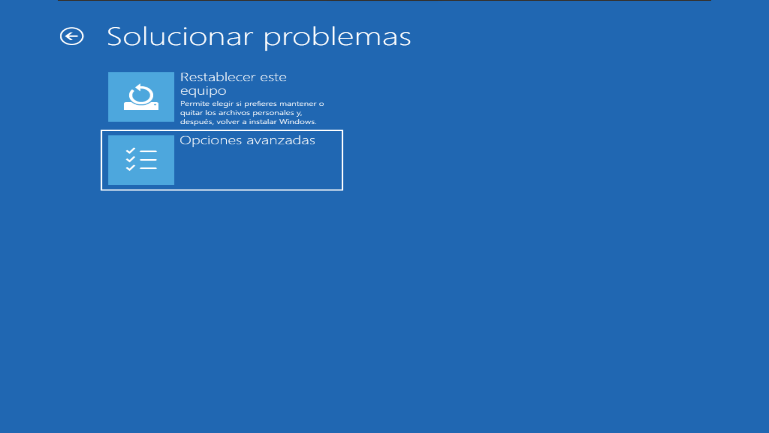 Solucionar problemas
Restablecer este
equipo
Permite elegir si prefieres mantener o
quitar los archivos personales y,
después, volver a instalar Windows.
Opciones avanzadas